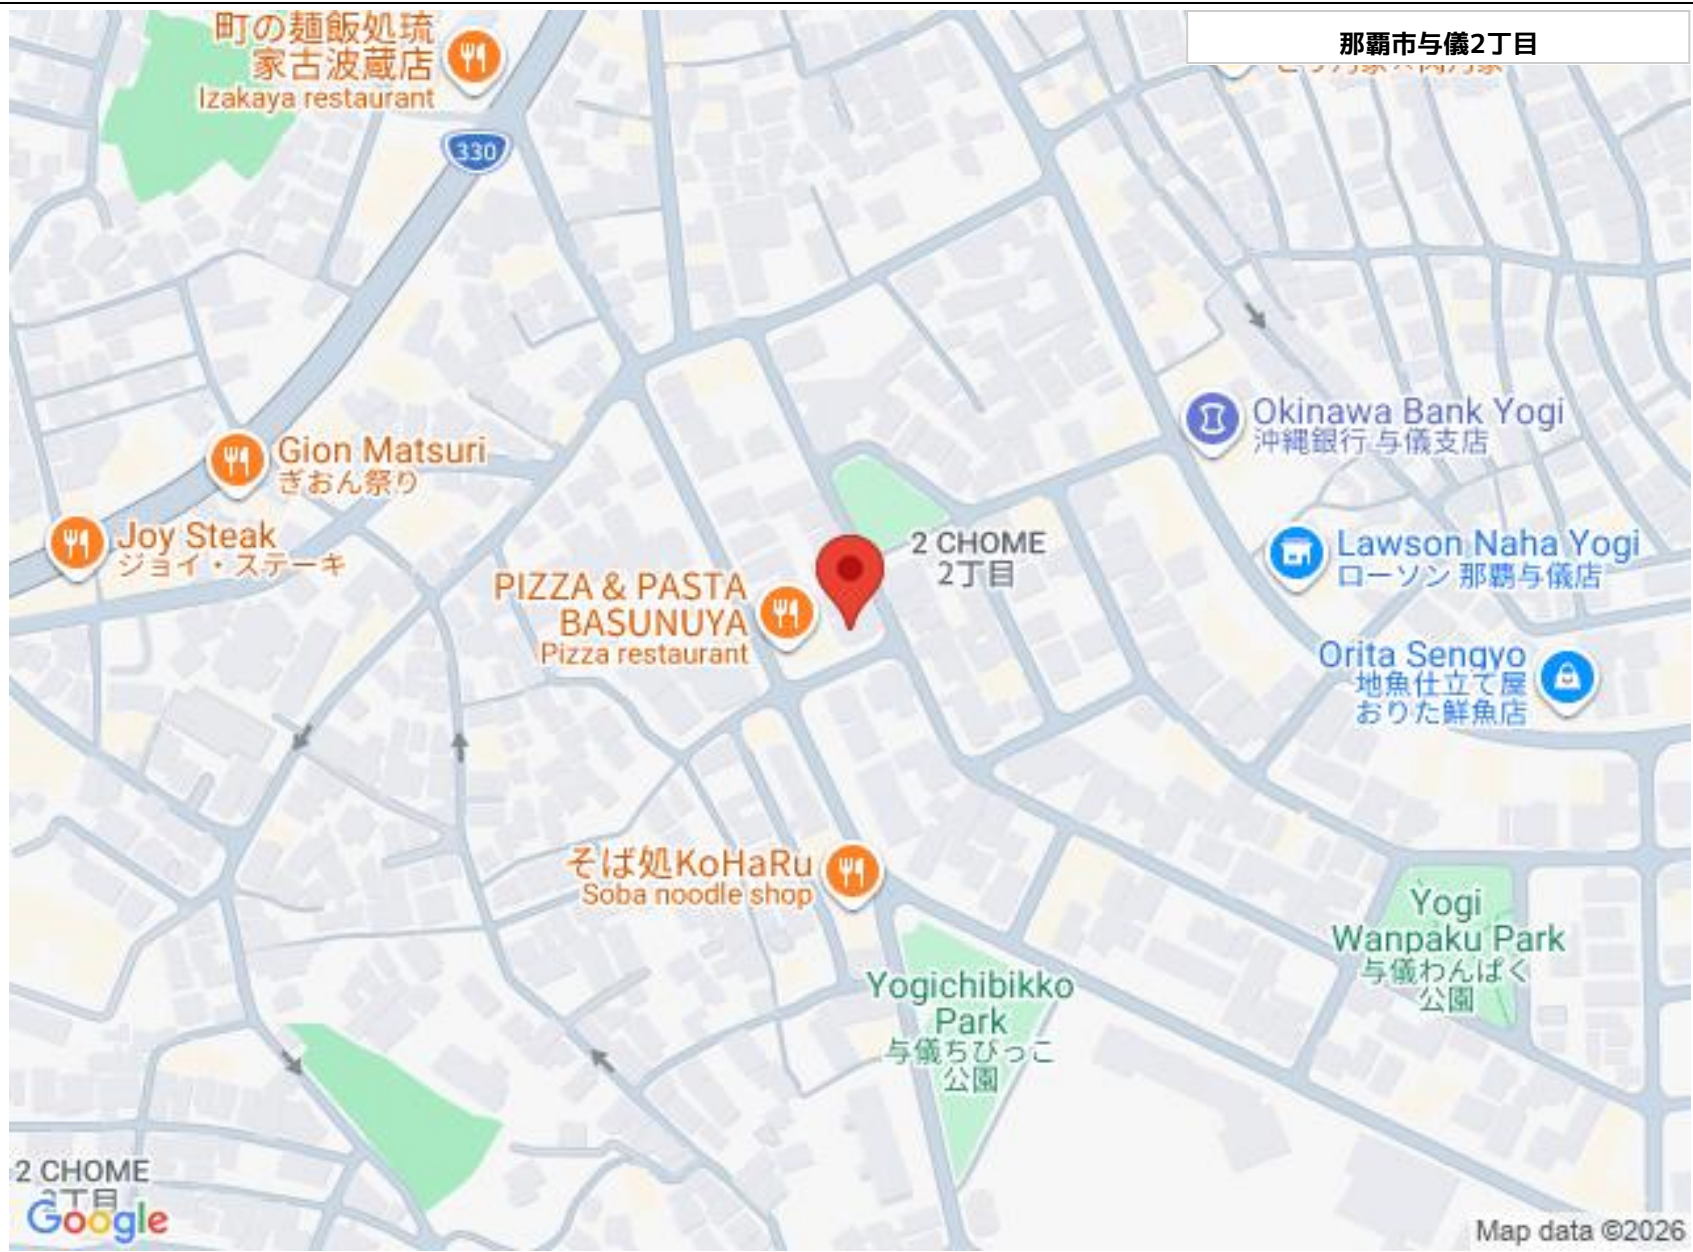 那覇市与儀2丁目
町の麺飯処琉
家古波蔵店
Izakaya restaurant
330
Okinawa Bank Yogi
沖縄銀行 与儀支店
Gion Matsuri
ぎおん祭り
Joy Steak
ジョイ・ステーキ
2 CHOME
2丁目
Lawson Naha Yogi
ローソン 那覇与儀店
PIZZA & PASTA
BASUNUYA
Pizza restaurant
Orita Sengyo
地魚仕立て屋
おりた鮮魚店
そば処KoHaRu
Soba noodle shop
Yogi
Wanpaku Park
与儀わんぱく
公園
Yogichibikko
Park
与儀ちびっこ
公園
2 CHOME
2丁目
Google
Map data ©2026